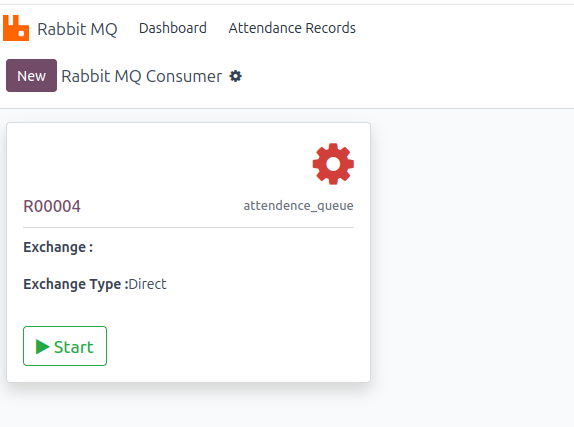 Rabbit MQ Dashboard Attendance Records
New Rabbit MQ Consumer
R00004 attendence_queue
Exchange :
Exchange Type :Direct
Start